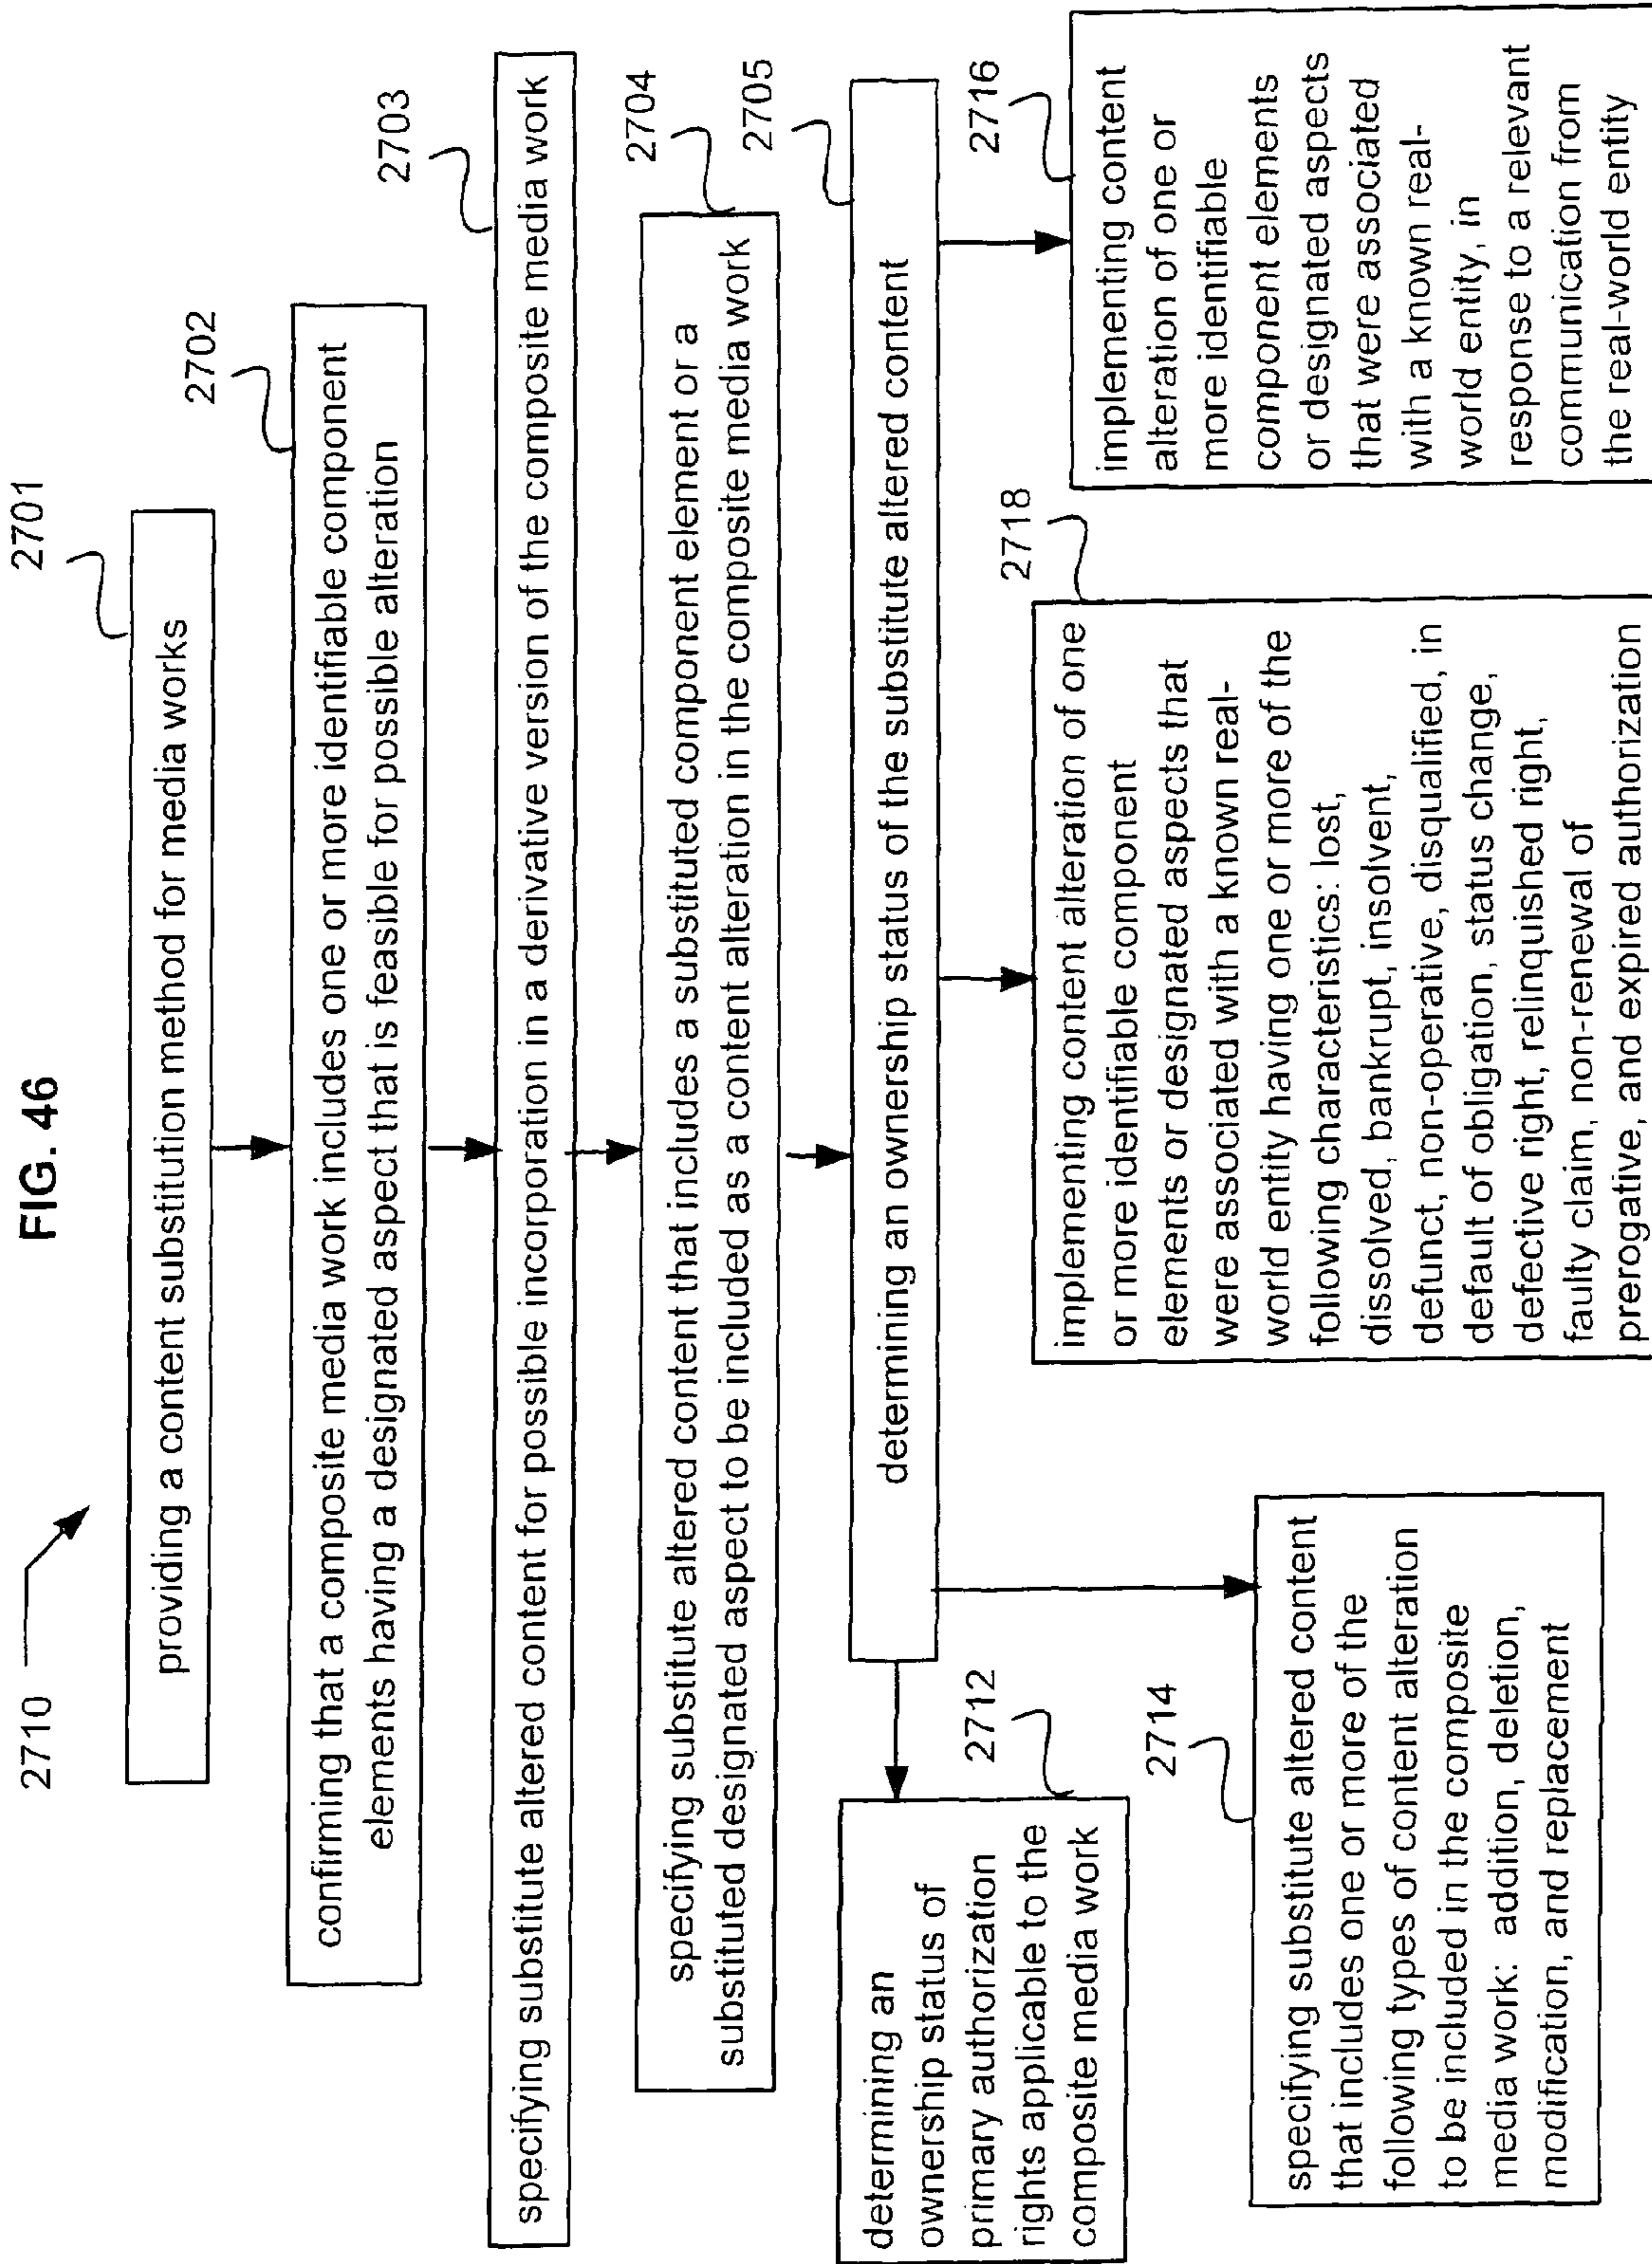 FIG. 46
2710
2701
providing a content substitution method for media works
2702
confirming that a composite media work includes one or more identifiable component
elements having a designated aspect that is feasible for possible alteration
2703
specifying substitute altered content for possible incorporation in a derivative version of the composite media work
2704
specifying substitute altered content that includes a substituted component element or a
substituted designated aspect to be included as a content alteration in the composite media work
2705
determining an ownership status of the substitute altered content
2712
determining an
ownership status of
primary authorization
rights applicable to the
composite media work
2714
specifying substitute altered content
that includes one or more of the
following types of content alteration
to be included in the composite
media work: addition, deletion,
modification, and replacement
2718
implementing content alteration of one
or more identifiable component
elements or designated aspects that
were associated with a known real-
world entity having one or more of the
following characteristics: lost,
dissolved, bankrupt, insolvent,
defunct, non-operative, disqualified, in
default of obligation, status change,
defective right, relinquished right,
faulty claim, non-renewal of
prerogative, and expired authorization
2716
implementing content
alteration of one or
more identifiable
component elements
or designated aspects
that were associated
with a known real-
world entity, in
response to a relevant
communication from
the real-world entity